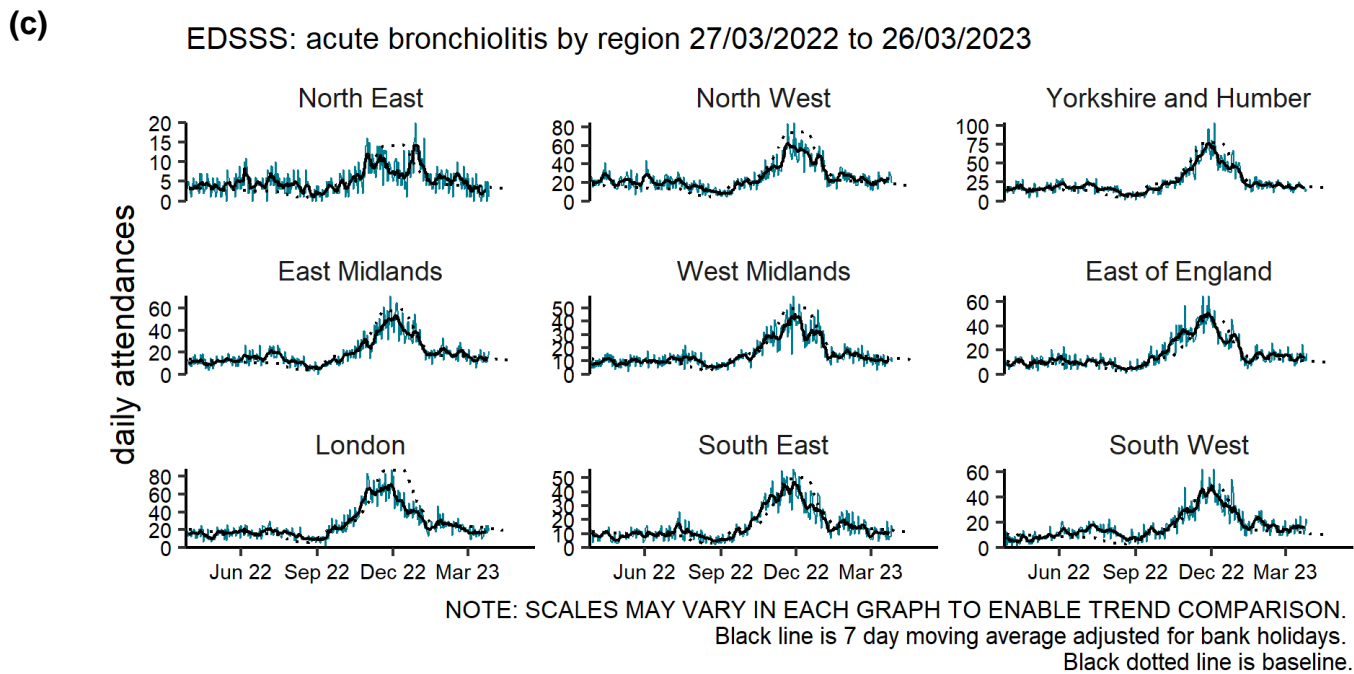 (c)
EDSSS: acute bronchiolitis by region 27/03/2022 to 26/03/2023
daily attendances
North East
20
15
10
5
0
North West
80
60
40
20
0
Yorkshire and Humber
100
75
50
25
0
East Midlands
60
40
20
0
West Midlands
50
40
30
20
10
0
East of England
60
40
20
0
London
80
60
40
20
0
Jun 22 Sep 22 Dec 22 Mar 23
South East
50
40
30
20
10
0
Jun 22 Sep 22 Dec 22 Mar 23
South West
60
40
20
0
Jun 22 Sep 22 Dec 22 Mar 23
NOTE: SCALES MAY VARY IN EACH GRAPH TO ENABLE TREND COMPARISON.
Black line is 7 day moving average adjusted for bank holidays.
Black dotted line is baseline.